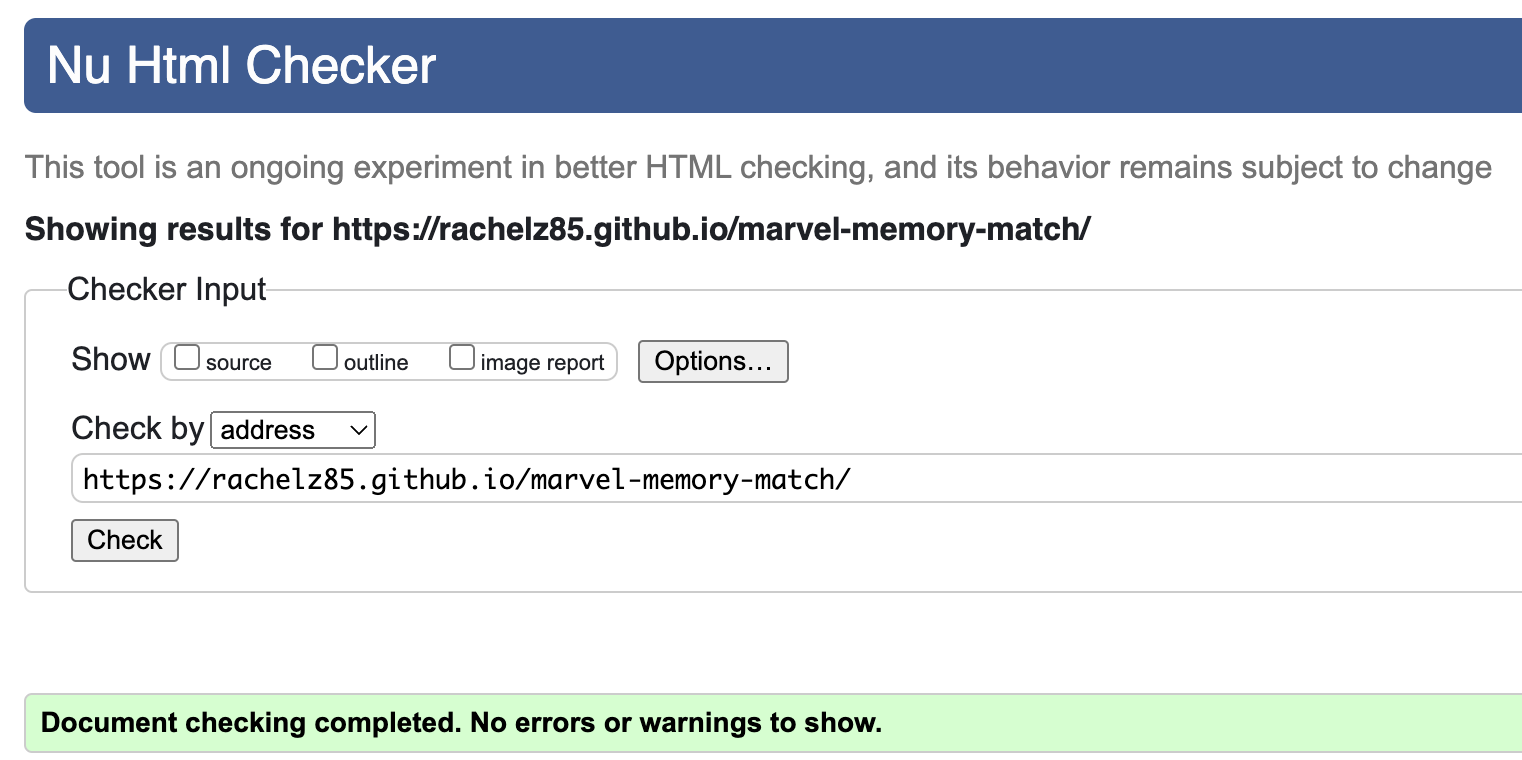 Nu Html Checker
This tool is an ongoing experiment in better HTML checking, and its behavior remains subject to change
Showing results for https://rachelz85.github.io/marvel-memory-match/
Checker Input
Show source outline image report Options…
Check by address
https://rachelz85.github.io/marvel-memory-match/
Check
Document checking completed. No errors or warnings to show.